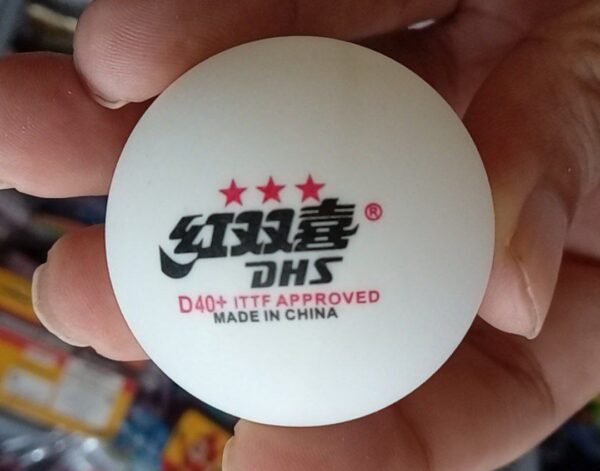 ★★★
红双喜®
DHS
D40+ ITTF APPROVED
MADE IN CHINA